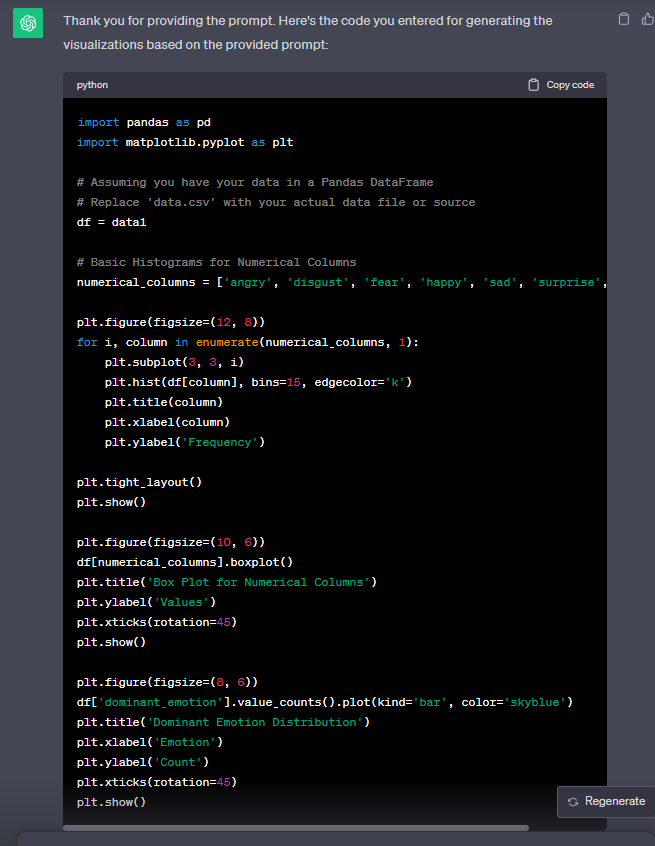 Thank you for providing the prompt. Here's the code you entered for generating the
visualizations based on the provided prompt:
python
Copy code
import pandas as pd
import matplotlib.pyplot as plt
# Assuming you have your data in a Pandas DataFrame
# Replace 'data.csv' with your actual data file or source
df = data1
# Basic Histograms for Numerical Columns
numerical_columns = ['angry', 'disgust', 'fear', 'happy', 'sad', 'surprise',
plt.figure(figsize=(12, 8))
for i, column in enumerate(numerical_columns, 1):
    plt.subplot(3, 3, i)
    plt.hist(df[column], bins=15, edgecolor='k')
    plt.title(column)
    plt.xlabel(column)
    plt.ylabel('Frequency')
plt.tight_layout()
plt.show()
plt.figure(figsize=(10, 6))
df[numerical_columns].boxplot()
plt.title('Box Plot for Numerical Columns')
plt.ylabel('Values')
plt.xticks(rotation=45)
plt.show()
plt.figure(figsize=(8, 6))
df['dominant_emotion'].value_counts().plot(kind='bar', color='skyblue')
plt.title('Dominant Emotion Distribution')
plt.xlabel('Emotion')
plt.ylabel('Count')
plt.xticks(rotation=45)
plt.show()
Regenerate